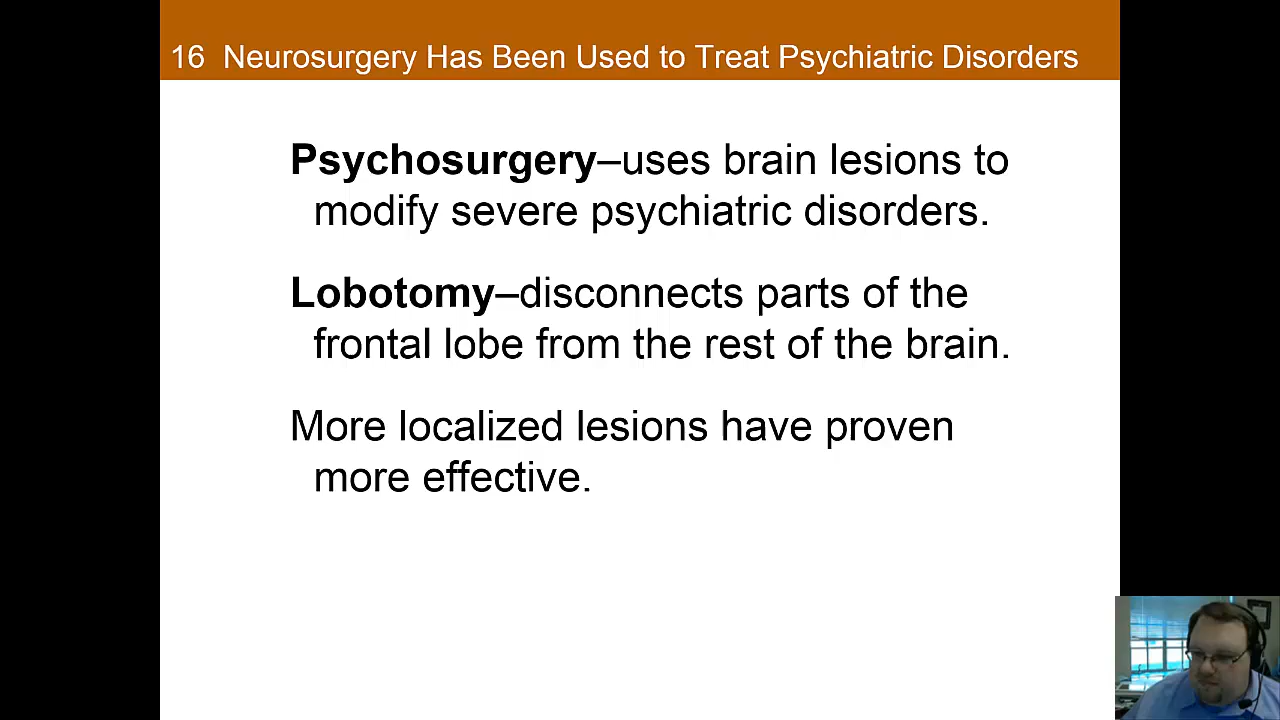 16 Neurosurgery Has Been Used to Treat Psychiatric Disorders
Psychosurgery–uses brain lesions to
modify severe psychiatric disorders.
Lobotomy–disconnects parts of the
frontal lobe from the rest of the brain.
More localized lesions have proven
more effective.